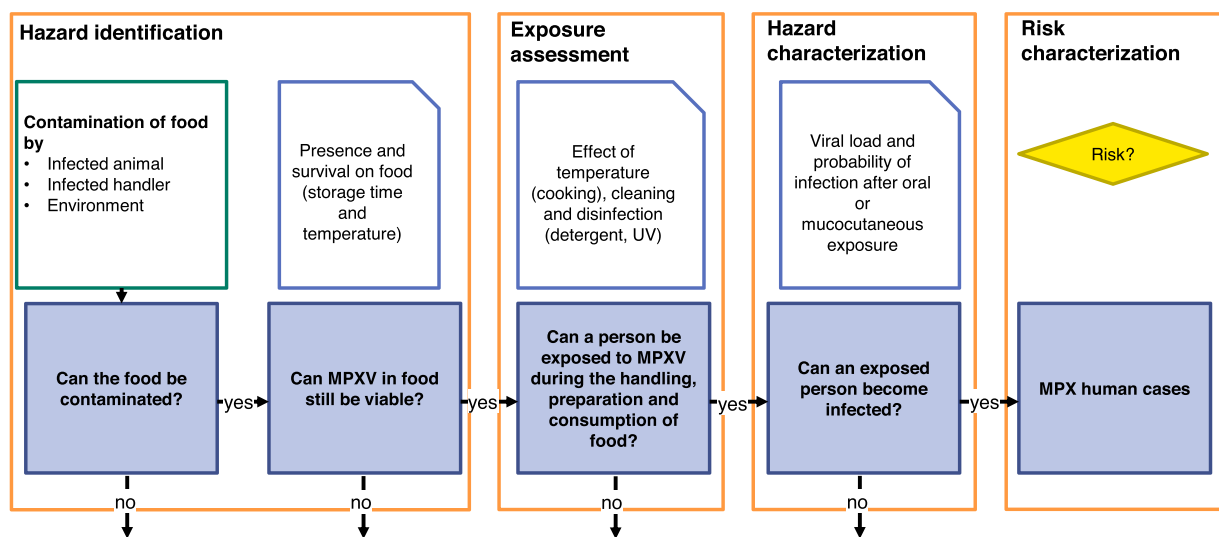 Hazard identification
Contamination of food
by
• Infected animal
• Infected handler
• Environment
Presence and
survival on food
(storage time
and
temperature)
Can the food be
contaminated?
yes
Can MPXV in food
still be viable?
yes
no
no
Exposure
assessment
Effect of
temperature
(cooking), cleaning
and disinfection
(detergent, UV)
Can a person be
exposed to MPXV
during the handling,
preparation and
consumption of
food?
yes
no
Hazard
characterization
Viral load and
probability of
infection after oral
or
mucocutaneous
exposure
Can an exposed
person become
infected?
yes
no
Risk
characterization
Risk?
MPX human cases